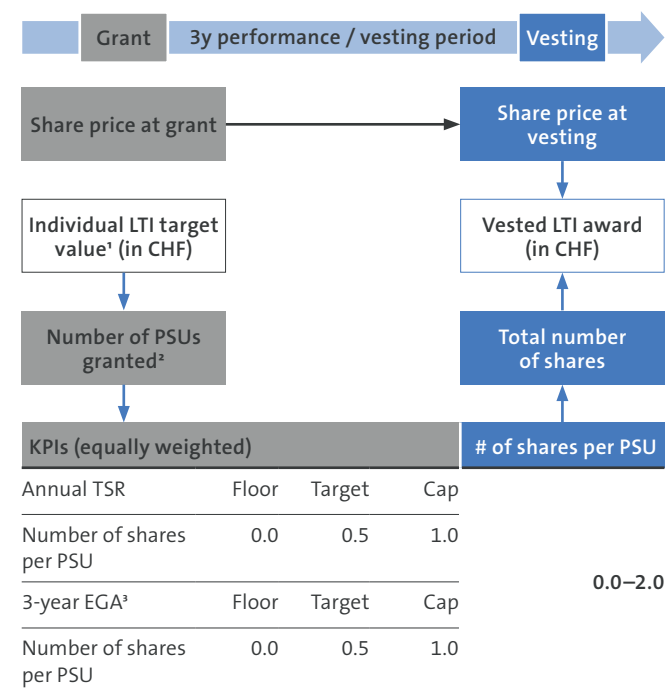 Grant 3y performance / vesting period Vesting
Share price at grant
Share price at
vesting
Individual LTI target
value¹ (in CHF)
Vested LTI award
(in CHF)
Number of PSUs
granted²
Total number
of shares
KPIs (equally weighted) # of shares per PSU
Annual TSR Floor Target Cap
Number of shares
per PSU 0.0 0.5 1.0
0.0–2.0
3-year EGA³ Floor Target Cap
Number of shares
per PSU 0.0 0.5 1.0